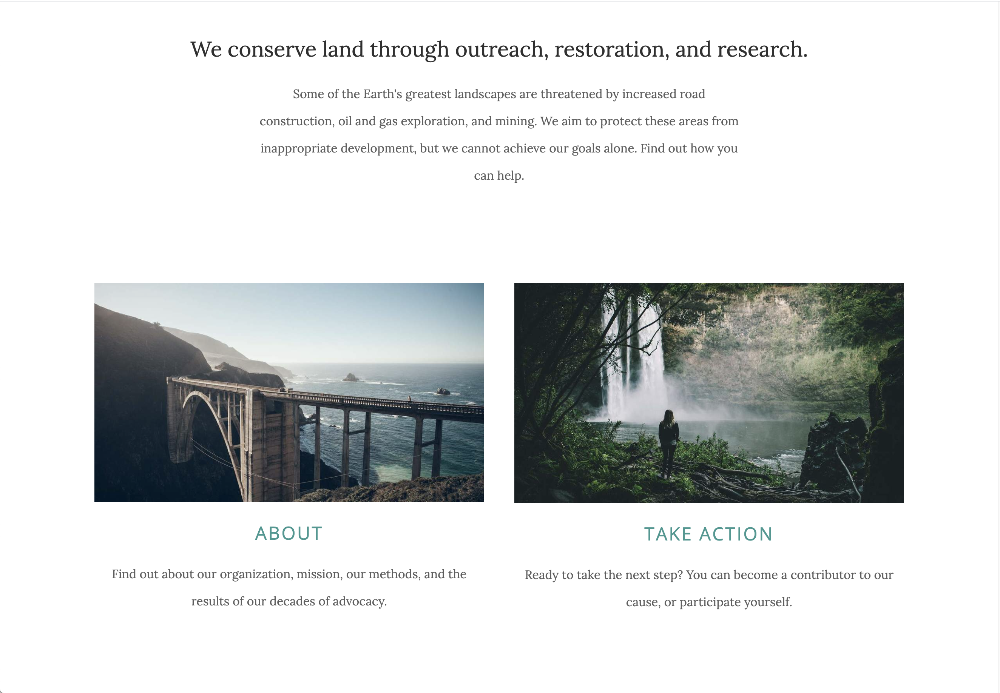 We conserve land through outreach, restoration, and research.
Some of the Earth's greatest landscapes are threatened by increased road
construction, oil and gas exploration, and mining. We aim to protect these areas from
inappropriate development, but we cannot achieve our goals alone. Find out how you
can help.
ABOUT
Find out about our organization, mission, our methods, and the
results of our decades of advocacy.
TAKE ACTION
Ready to take the next step? You can become a contributor to our
cause, or participate yourself.